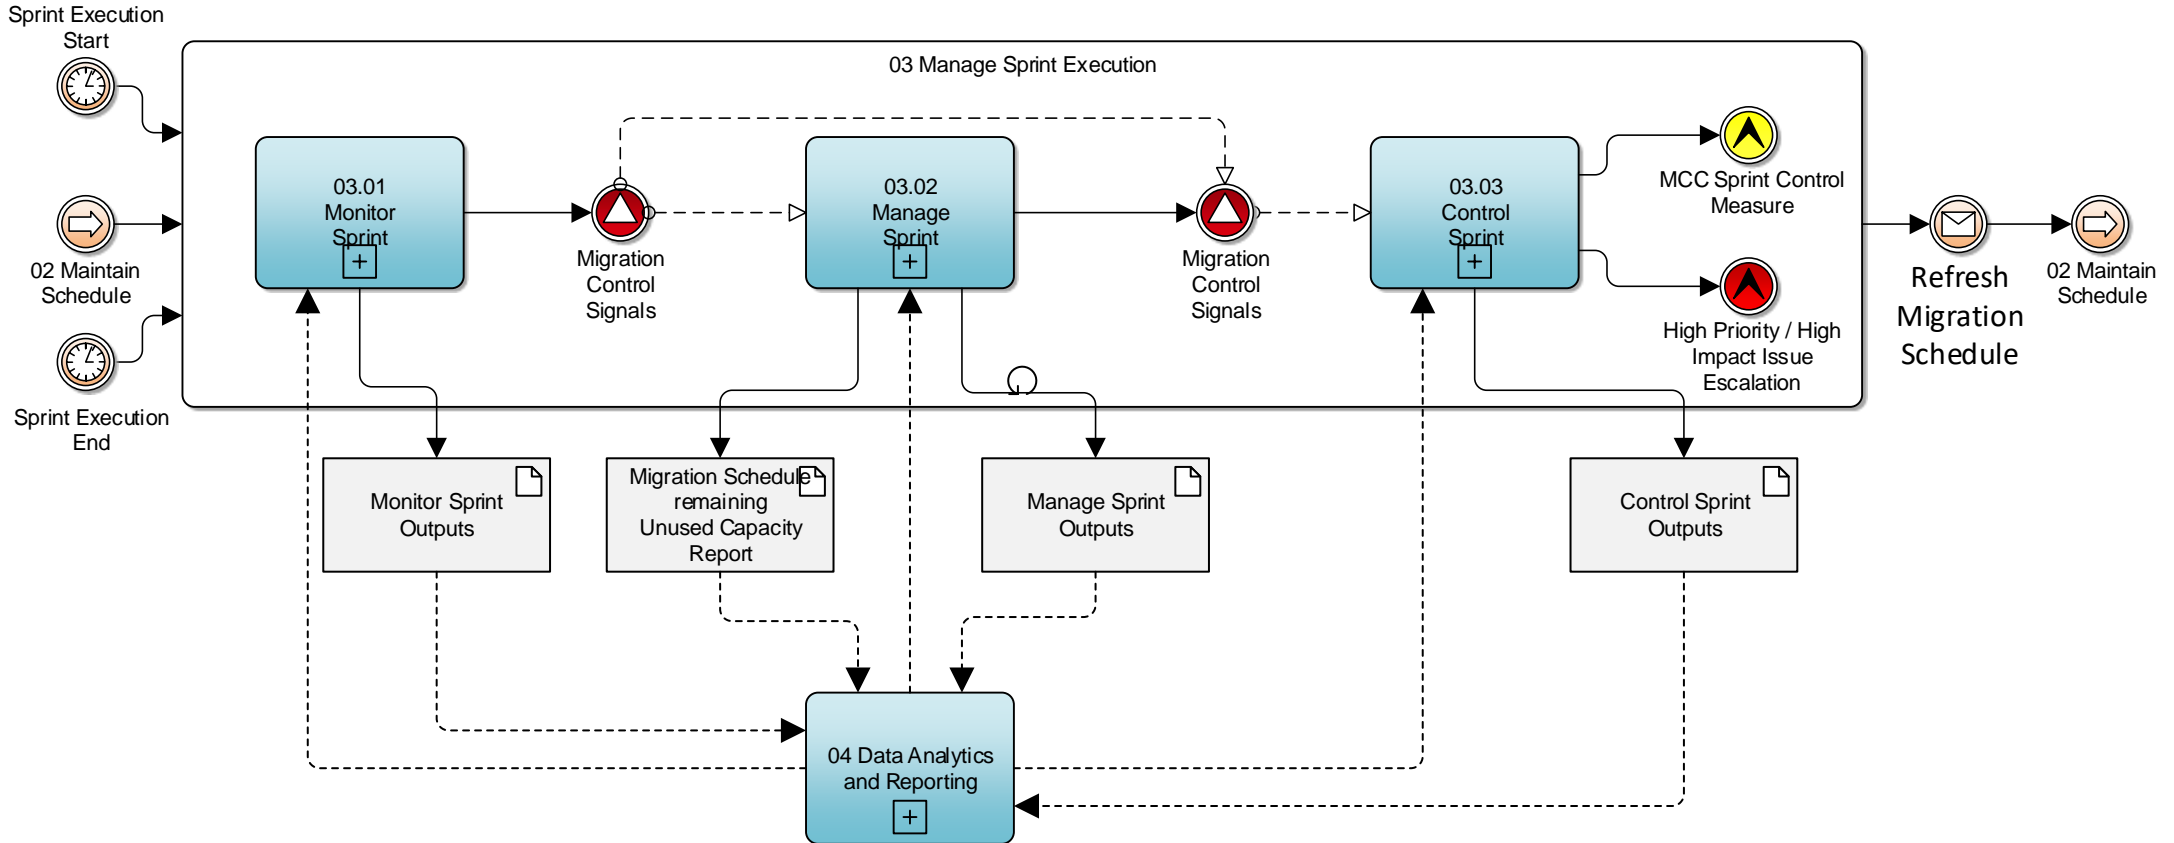 Sprint Execution
Start
03 Manage Sprint Execution
03.01
Monitor
Sprint
Migration
Control
Signals
03.02
Manage
Sprint
Migration
Control
Signals
03.03
Control
Sprint
MCC Sprint Control
Measure
High Priority / High
Impact Issue
Escalation
02 Maintain
Schedule
Sprint Execution
End
Refresh
Migration
Schedule
02 Maintain
Schedule
Monitor Sprint
Outputs
Migration Schedule
remaining
Unused Capacity
Report
Manage Sprint
Outputs
Control Sprint
Outputs
04 Data Analytics
and Reporting